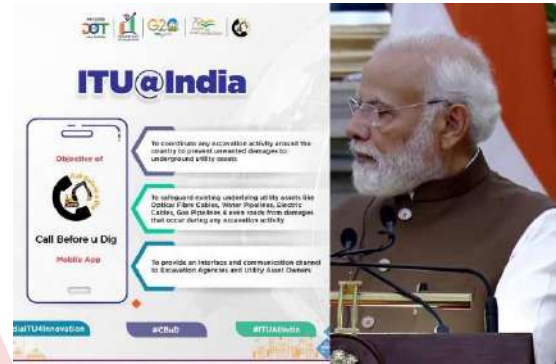 DOT
G20
ITU@India
Objective of
Call Before u Dig
Mobile App
To coordinate any excavation activity around the
country to prevent unwanted damages to
underground utility assets
To safeguard existing underlying utility assets like
Optical Fibre Cables, Water Pipelines, Electric
Cables, Gas Pipelines & even roads from damages
that occur during any excavation activity
To provide an interface and communication channel
to Excavation Agencies and Utility Asset Owners
diaITU4Innovation
#CBuD
#ITUAtIndia